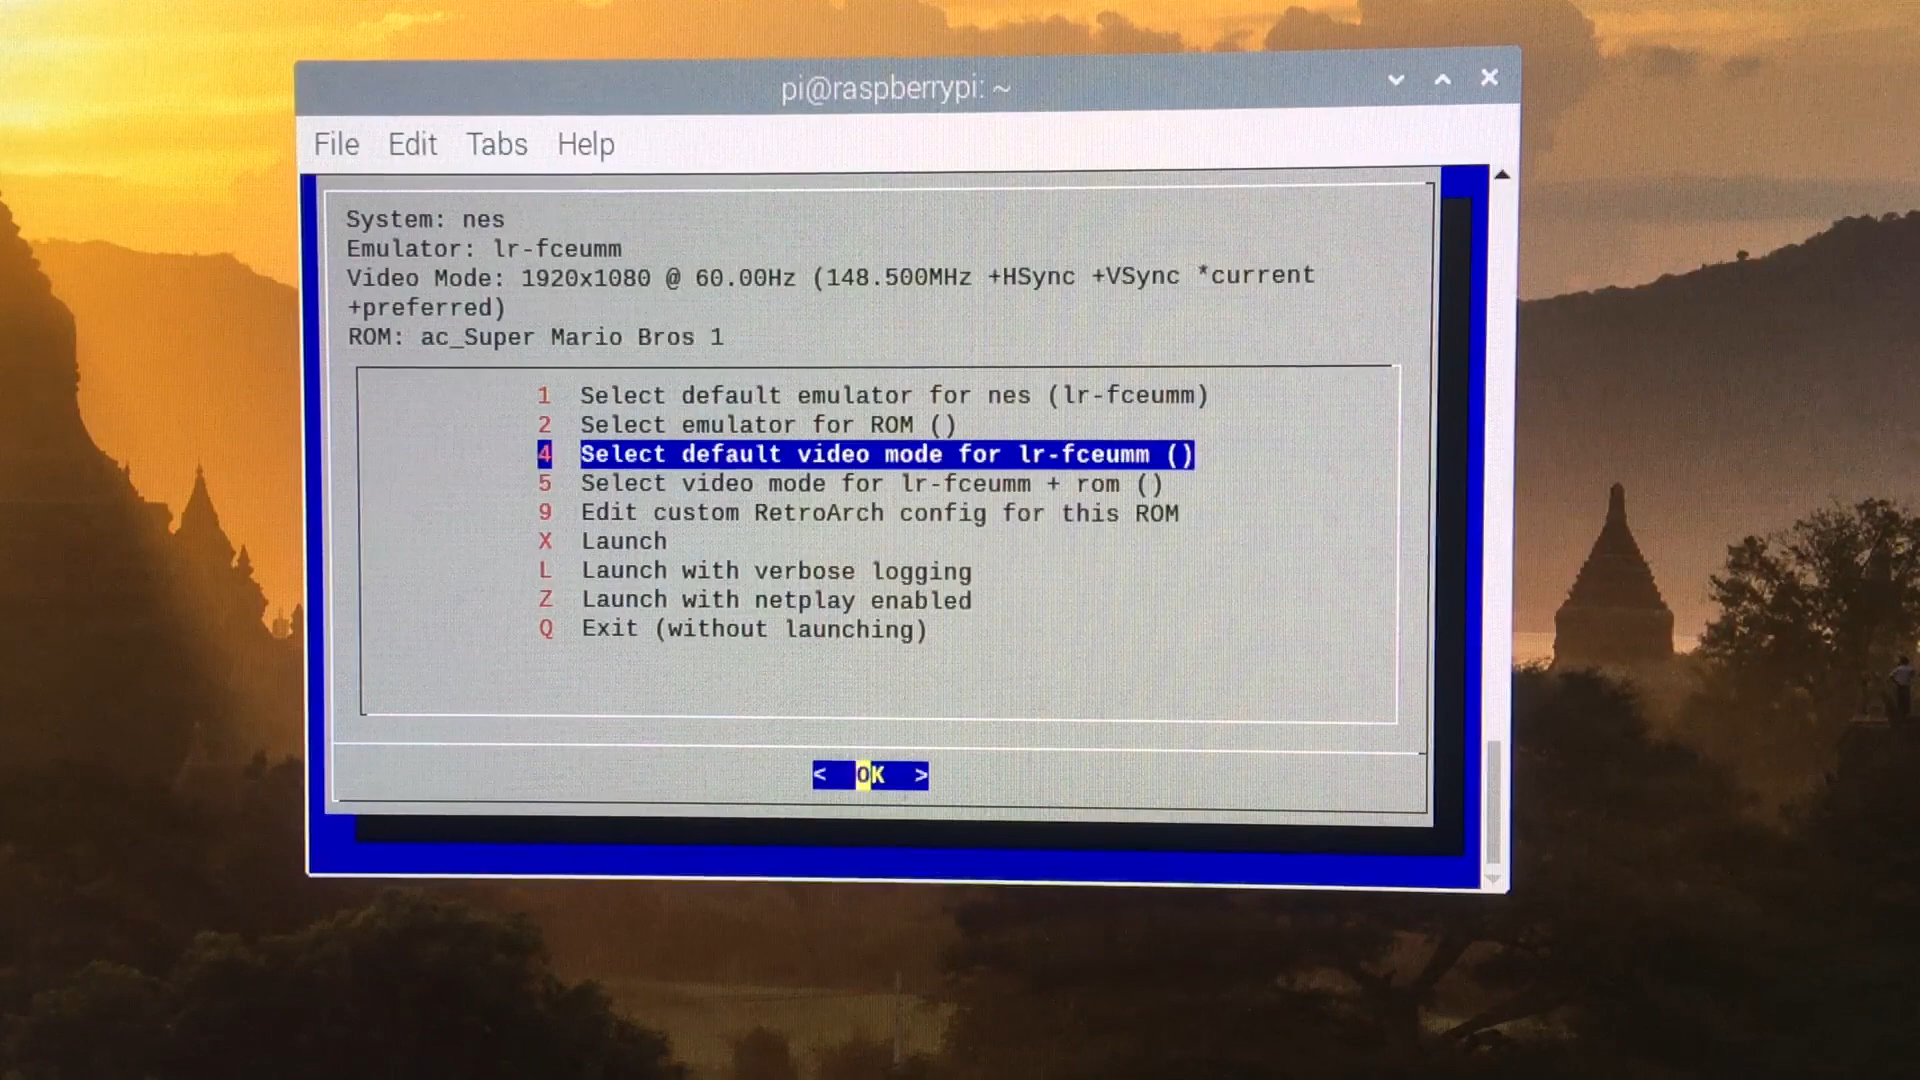 pi@raspberrypi: ~
File Edit Tabs Help
System: nes
Emulator: lr-fceumm
Video Mode: 1920x1080 @ 60.00Hz (148.500MHz +HSync +VSync *current
+preferred)
ROM: ac_Super Mario Bros 1
1 Select default emulator for nes (lr-fceumm)
2 Select emulator for ROM ()
4 Select default video mode for lr-fceumm ()
5 Select video mode for lr-fceumm + rom ()
9 Edit custom RetroArch config for this ROM
X Launch
L Launch with verbose logging
Z Launch with netplay enabled
Q Exit (without launching)
< OK >